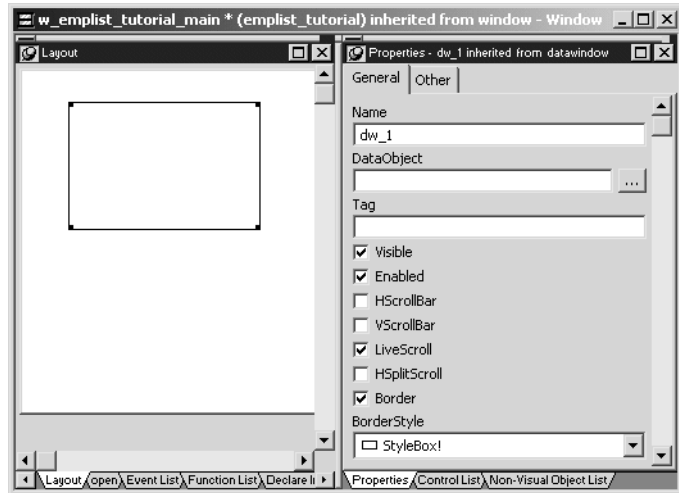 w_emplist_tutorial_main * (emplist_tutorial) inherited from window - Window
Layout
Properties - dw_1 inherited from datawindow
General
Other
Name
dw_1
DataObject
...
Tag
Visible
Enabled
HScrollBar
VScrollBar
LiveScroll
HSplitScroll
Border
BorderStyle
StyleBox!
Layout
open
Event List
Function List
Declare I
Properties
Control List
Non-Visual Object List